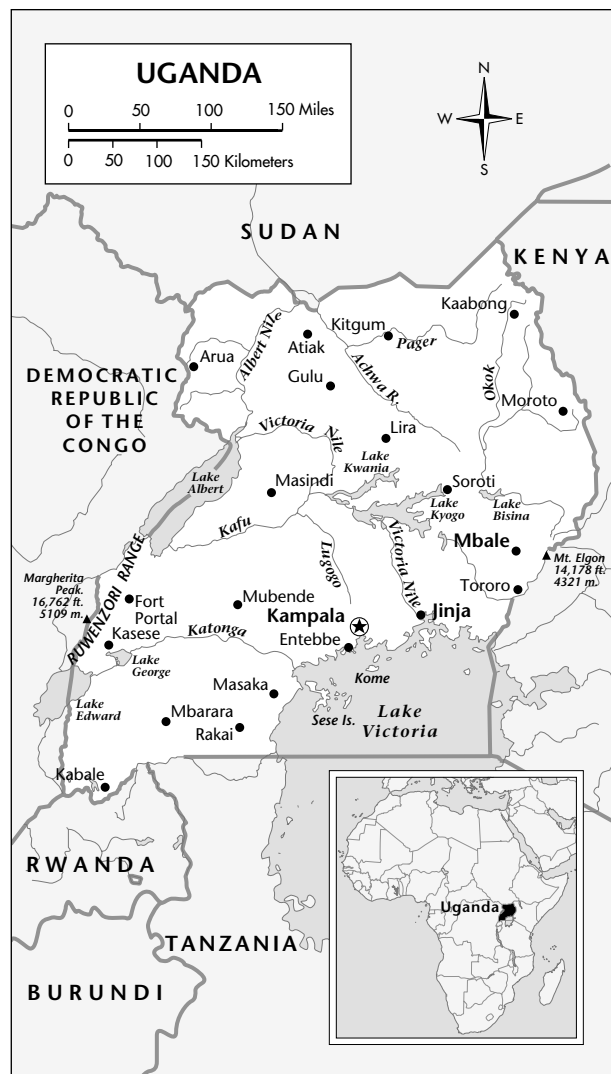 UGANDA
0 50 100 150 Miles
0 50 100 150 Kilometers
N
W E
S
SUDAN
KENYA
Kaabong
Kitgum
Pager
Albert Nile
Atiak
Achwa R.
Okok
Arua
Gulu
DEMOCRATIC
REPUBLIC
OF THE
CONGO
Moroto
Victoria Nile
Lira
Lake
Kwania
Lake
Albert
Masindi
Soroti
Lake
Kyogo
Lake
Bisina
Kafu
Lugogo
Victoria Nile
Mbale
Mt. Elgon
14,178 ft.
4321 m.
Margherita
Peak.
16,762 ft.
5109 m.
RUWENZORI RANGE
Tororo
Fort
Portal
Mubende
Kampala
Jinja
Kasese
Katonga
Entebbe
Lake
George
Kome
Masaka
Lake
Edward
Sese Is.
Lake
Victoria
Mbarara
Rakai
Kabale
RWANDA
Uganda
TANZANIA
BURUNDI